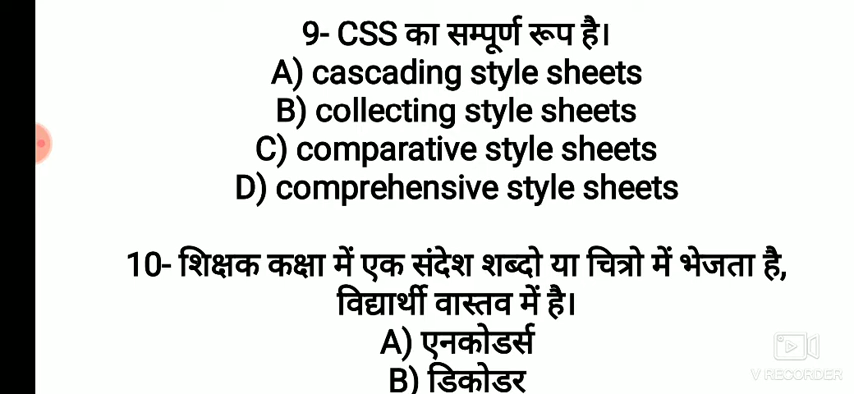 9- CSS का सम्पूर्ण रूप है।
A) cascading style sheets
B) collecting style sheets
C) comparative style sheets
D) comprehensive style sheets
10- शिक्षक कक्षा में एक संदेश शब्दो या चित्रो में भेजता है,
विद्यार्थी वास्तव में है।
A) एनकोडर्स
B) डिकोडर
V RECORDER